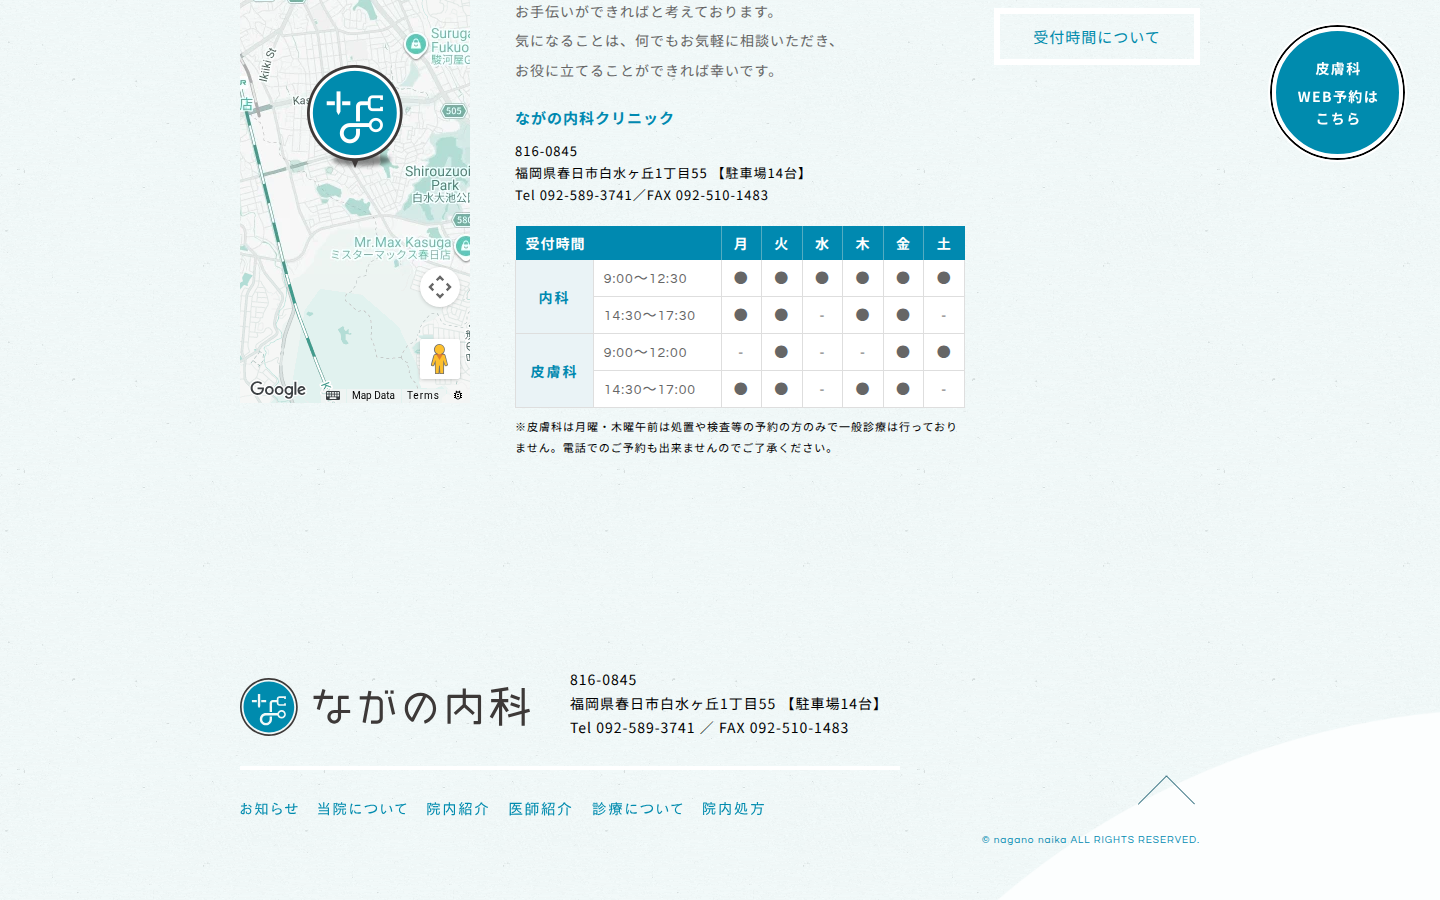 お手伝いができればと考えております。
気になることは、何でもお気軽に相談いただき、
お役に立てることができれば幸いです。
受付時間について
皮膚科
WEB予約は
こちら
Ikiiki St
Suruga
Fukuo
駿河屋
店
Kas
505
Shirouzuoi
Park
白水大池公
580
Mr.Max Kasuga
ミスターマックス春日店
Google
Map Data
Terms
ながの内科クリニック
816-0845
福岡県春日市白水ヶ丘1丁目55 【駐車場14台】
Tel 092-589-3741／FAX 092-510-1483
受付時間 月 火 水 木 金 土
内科 9:00〜12:30 ● ● ● ● ● ●
14:30〜17:30 ● ● - ● ● -
皮膚科 9:00〜12:00 - ● - - ● ●
14:30〜17:00 ● ● - ● ● -
※皮膚科は月曜・木曜午前は処置や検査等の予約の方のみで一般診療は行っており
ません。電話でのご予約も出来ませんのでご了承ください。
ながの内科
816-0845
福岡県春日市白水ヶ丘1丁目55 【駐車場14台】
Tel 092-589-3741 ／ FAX 092-510-1483
お知らせ 当院について 院内紹介 医師紹介 診療について 院内処方
© nagano naika ALL RIGHTS RESERVED.